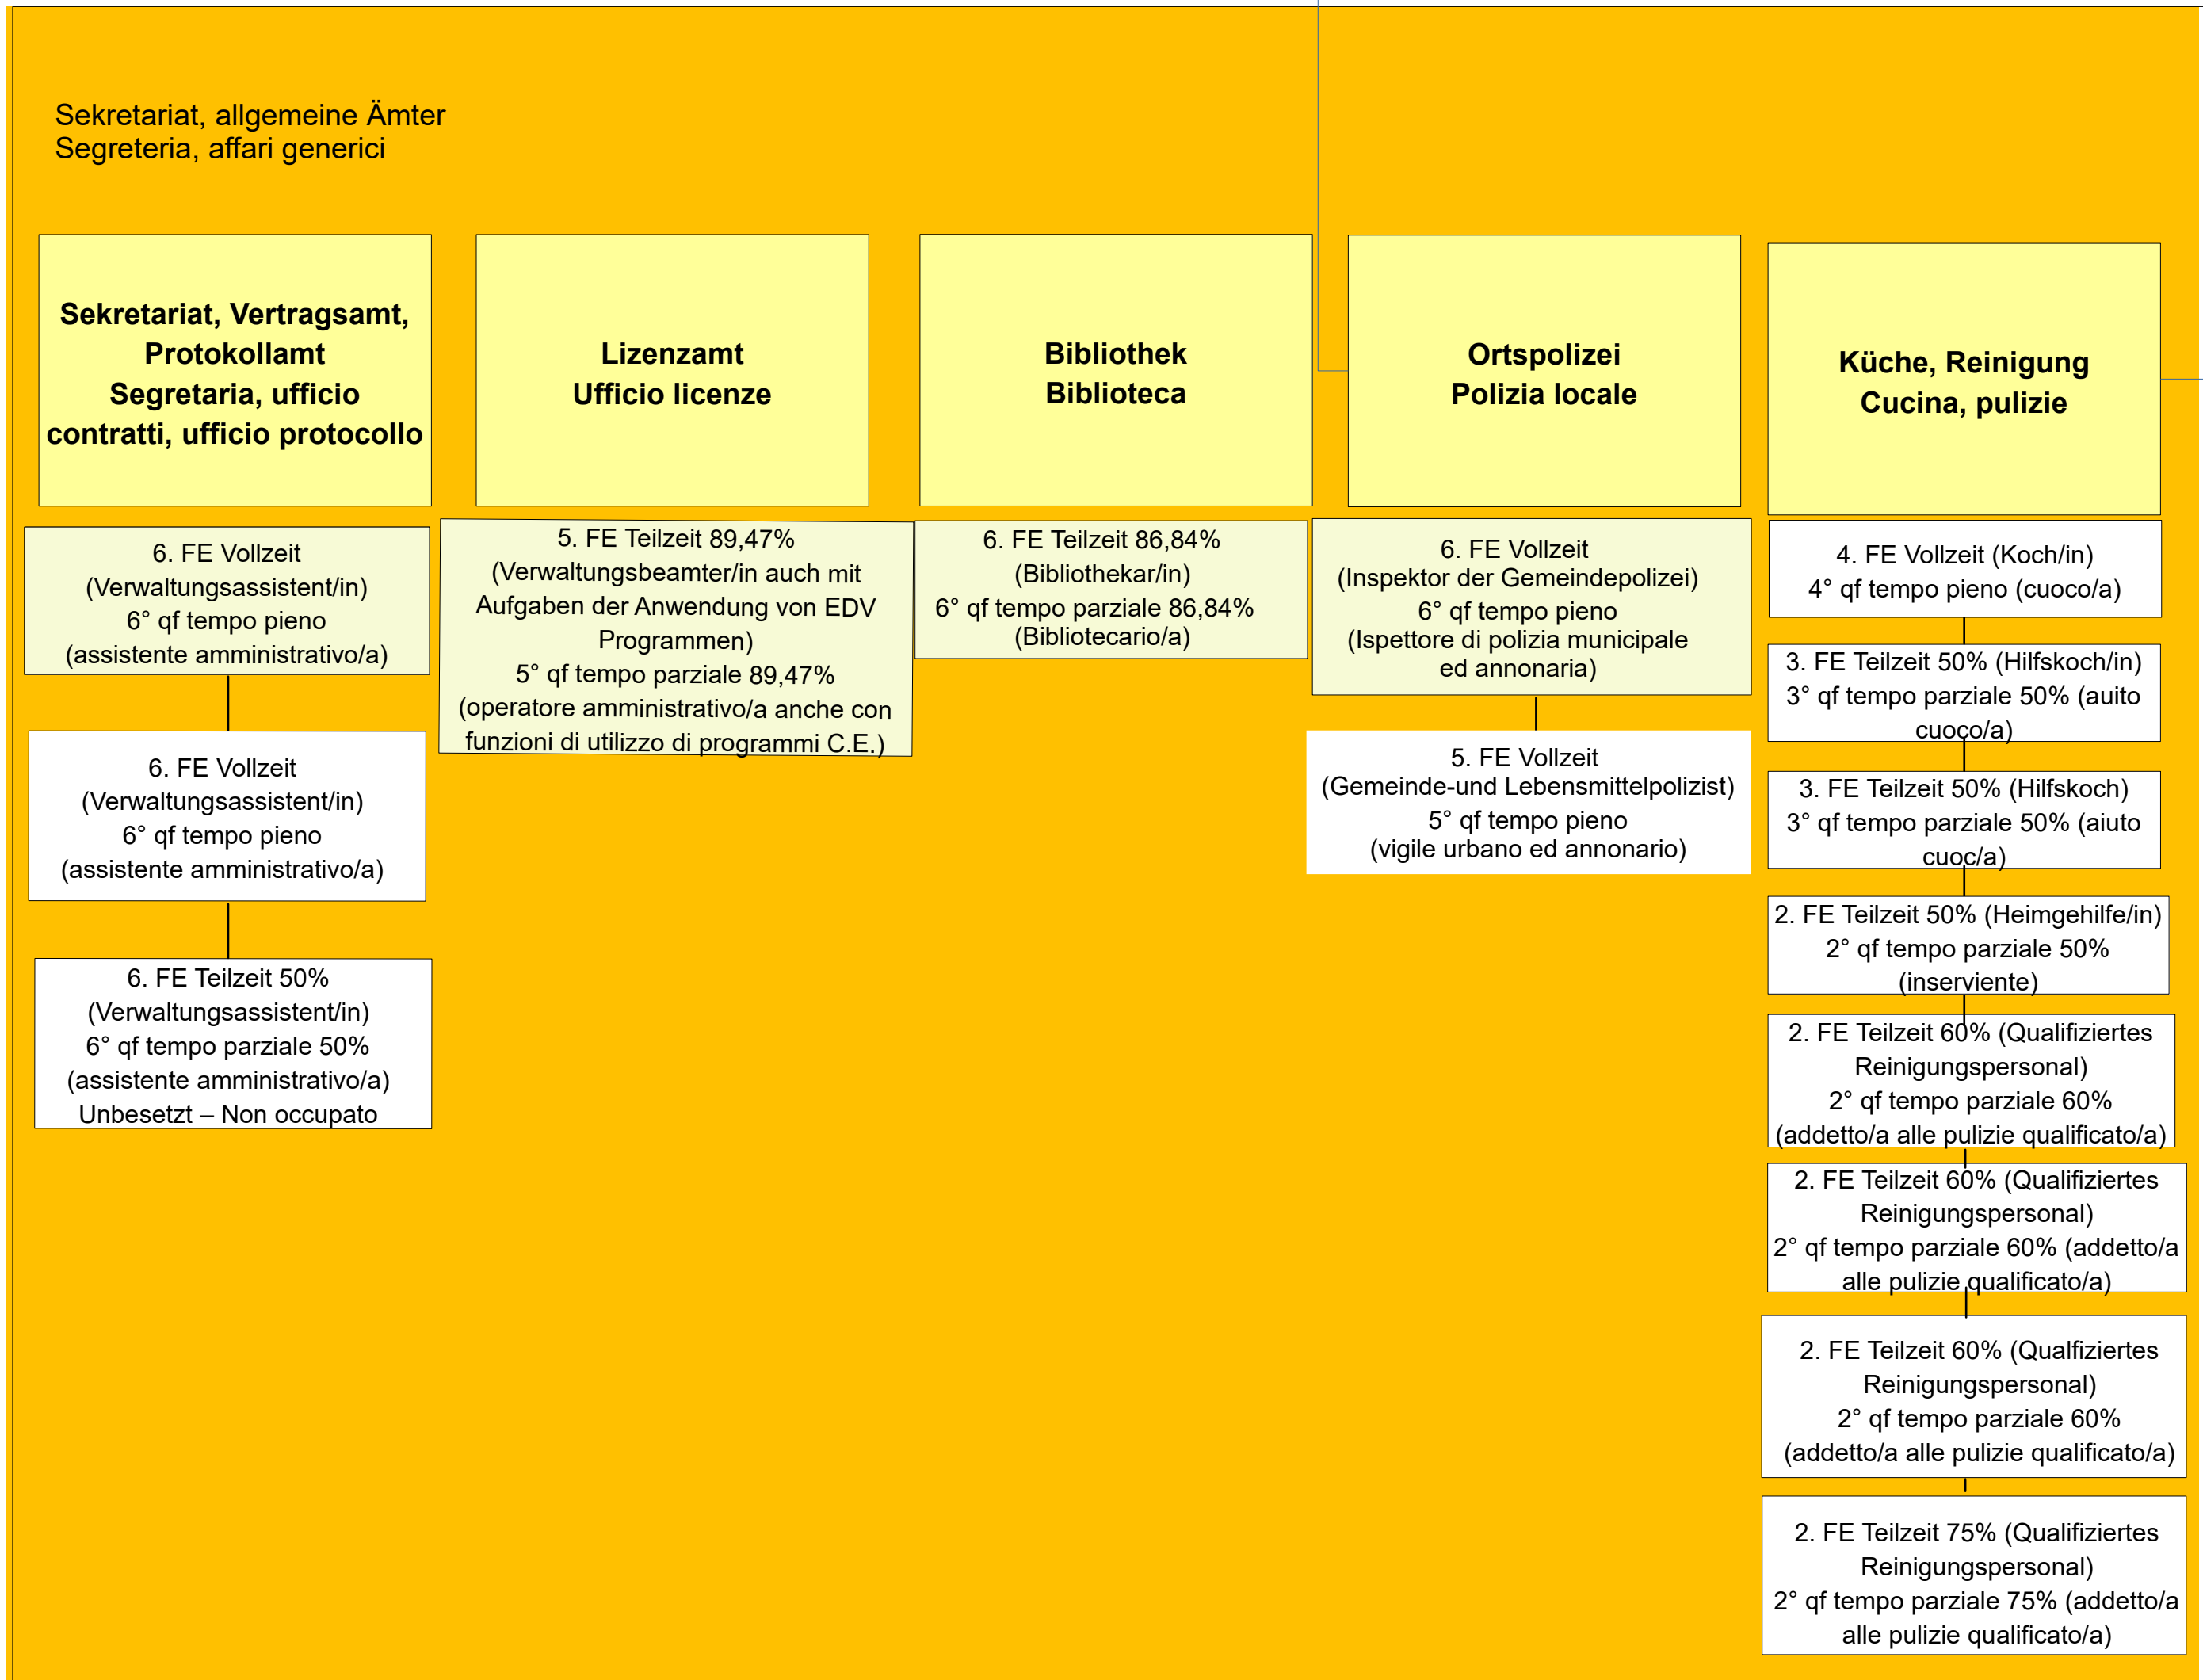 Sekretariat, allgemeine Ämter
Segreteria, affari generici
Sekretariat, Vertragsamt,
Protokollamt
Segretaria, ufficio
contratti, ufficio protocollo
6. FE Vollzeit
(Verwaltungsassistent/in)
6° qf tempo pieno
(assistente amministrativo/a)
6. FE Vollzeit
(Verwaltungsassistent/in)
6° qf tempo pieno
(assistente amministrativo/a)
6. FE Teilzeit 50%
(Verwaltungsassistent/in)
6° qf tempo parziale 50%
(assistente amministrativo/a)
Unbesetzt – Non occupato
Lizenzamt
Ufficio licenze
5. FE Teilzeit 89,47%
(Verwaltungsbeamter/in auch mit
Aufgaben der Anwendung von EDV
Programmen)
5° qf tempo parziale 89,47%
(operatore amministrativo/a anche con
funzioni di utilizzo di programmi C.E.)
Bibliothek
Biblioteca
6. FE Teilzeit 86,84%
(Bibliothekar/in)
6° qf tempo parziale 86,84%
(Bibliotecario/a)
Ortspolizei
Polizia locale
6. FE Vollzeit
(Inspektor der Gemeindepolizei)
6° qf tempo pieno
(Ispettore di polizia municipale
ed annonaria)
5. FE Vollzeit
(Gemeinde-und Lebensmittelpolizist)
5° qf tempo pieno
(vigile urbano ed annonario)
Küche, Reinigung
Cucina, pulizie
4. FE Vollzeit (Koch/in)
4° qf tempo pieno (cuoco/a)
3. FE Teilzeit 50% (Hilfskoch/in)
3° qf tempo parziale 50% (auito
cuoco/a)
3. FE Teilzeit 50% (Hilfskoch)
3° qf tempo parziale 50% (aiuto
cuoc/a)
2. FE Teilzeit 50% (Heimgehilfe/in)
2° qf tempo parziale 50%
(inserviente)
2. FE Teilzeit 60% (Qualifiziertes
Reinigungspersonal)
2° qf tempo parziale 60%
(addetto/a alle pulizie qualificato/a)
2. FE Teilzeit 60% (Qualifiziertes
Reinigungspersonal)
2° qf tempo parziale 60% (addetto/a
alle pulizie qualificato/a)
2. FE Teilzeit 60% (Qualfiziertes
Reinigungspersonal)
2° qf tempo parziale 60%
(addetto/a alle pulizie qualificato/a)
2. FE Teilzeit 75% (Qualifiziertes
Reinigungspersonal)
2° qf tempo parziale 75% (addetto/a
alle pulizie qualificato/a)